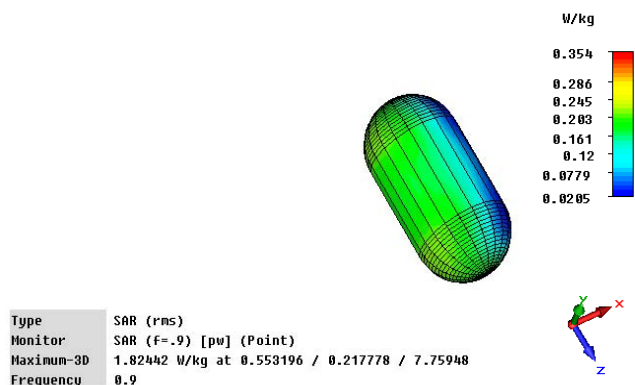 W/kg
0.354
0.286
0.245
0.203
0.161
0.12
0.0779
0.0205
y
x
z
Type SAR (rms)
Monitor SAR (f=.9) [pw] (Point)
Maximum-3D 1.82442 W/kg at 0.553196 / 0.217778 / 7.75948
Frequency 0.9